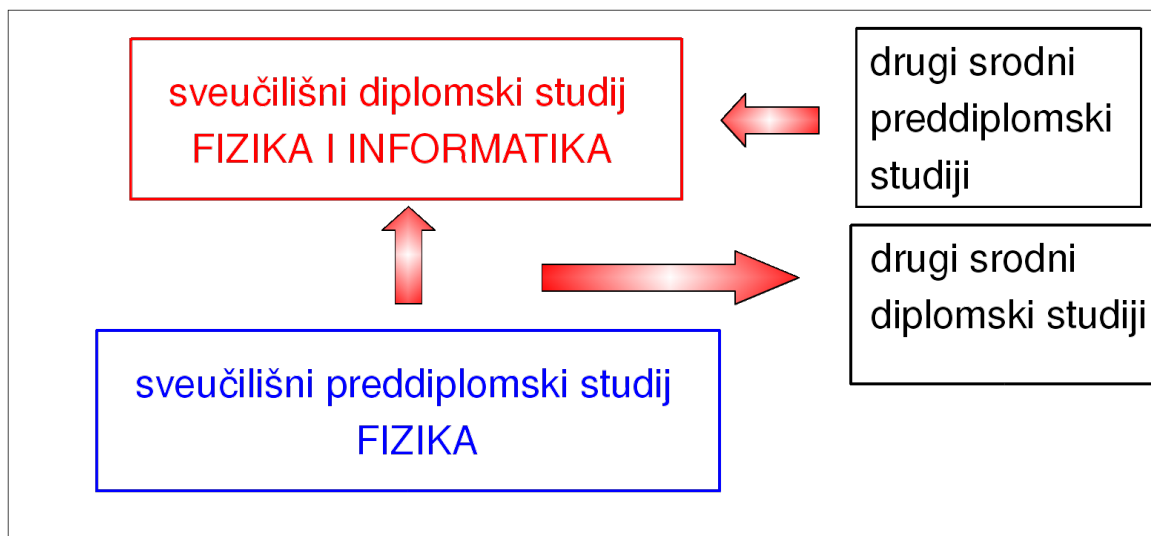 sveučilišni diplomski studij
FIZIKA I INFORMATIKA
drugi srodni
preddiplomski
studiji
drugi srodni
diplomski studiji
sveučilišni preddiplomski studij
FIZIKA